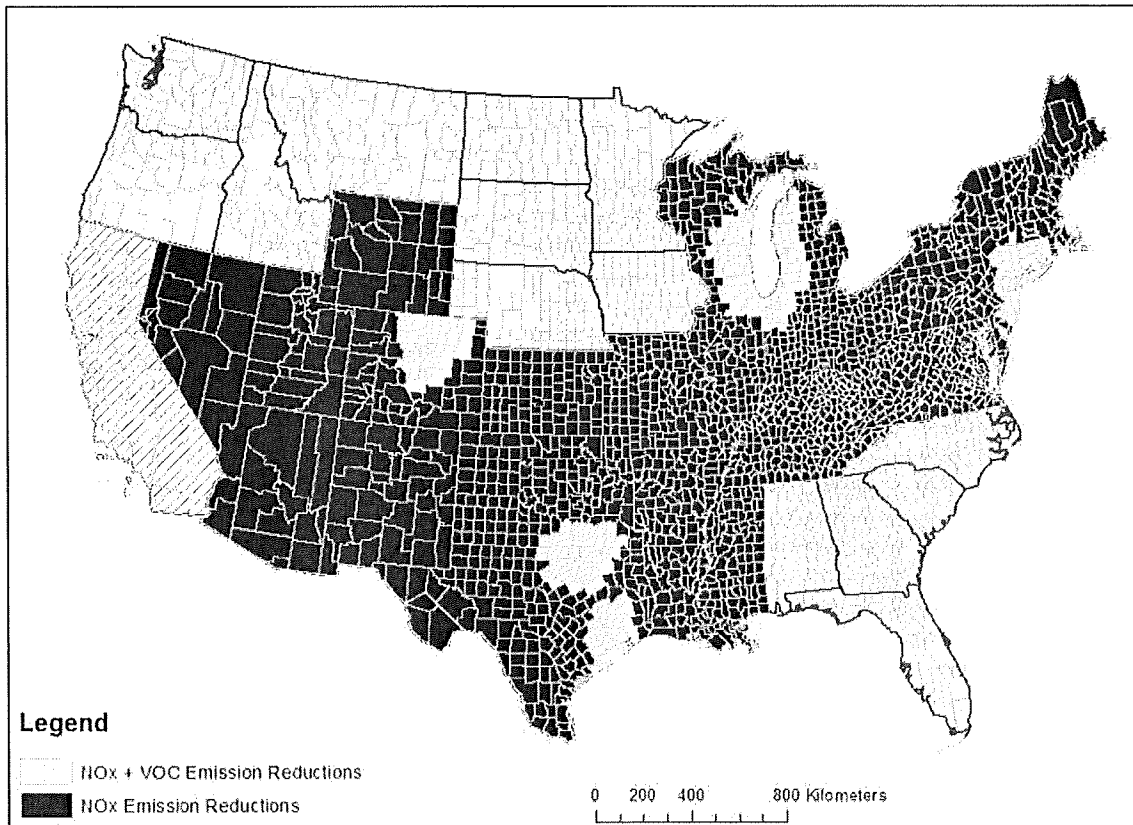 Legend
NOx + VOC Emission Reductions
NOx Emission Reductions
0 200 400 800 Kilometers